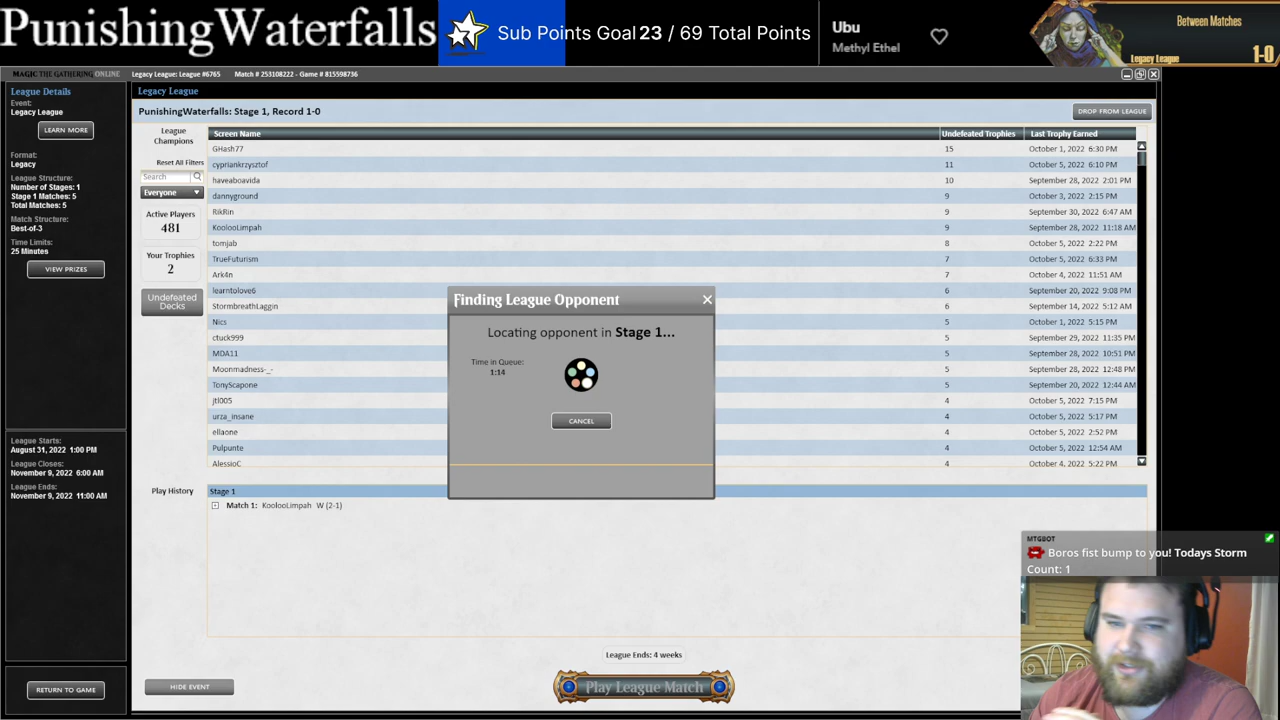 PunishingWaterfalls
Sub Points Goal 23 / 69 Total Points
Ubu
Methyl Ethel
Between Matches
Legacy League
1-0
MAGIC THE GATHERING ONLINE
Legacy League: League #6765 Match # 253108222 - Game # 815598736
League Details
Event:
Legacy League
LEARN MORE
Format:
Legacy
League Structure:
Number of Stages: 1
Stage 1 Matches: 5
Total Matches: 5
Match Structure:
Best-of-3
Time Limits:
25 Minutes
VIEW PRIZES
League Starts:
August 31, 2022 1:00 PM
League Closes:
November 9, 2022 6:00 AM
League Ends:
November 9, 2022 11:00 AM
RETURN TO GAME
Legacy League
PunishingWaterfalls: Stage 1, Record 1-0
DROP FROM LEAGUE
League
Champions
Reset All Filters
Search
Everyone
Active Players
481
Your Trophies
2
Undefeated
Decks
Screen Name Undefeated Trophies Last Trophy Earned
GHash77 15 October 1, 2022 6:30 PM
cypriankrzysztof 11 October 5, 2022 6:10 PM
haveaboavida 10 September 28, 2022 2:01 PM
dannyground 9 October 3, 2022 2:15 PM
RikRin 9 September 30, 2022 6:47 AM
KoolooLimpah 9 September 28, 2022 11:18 AM
tomjab 8 October 5, 2022 2:22 PM
TrueFuturism 7 October 5, 2022 6:33 PM
Ark4n 7 October 4, 2022 11:51 AM
learntolove6 6 September 20, 2022 9:08 PM
StormbreathLaggin 6 September 14, 2022 5:12 AM
Nics 5 October 1, 2022 5:15 PM
ctuck999 5 September 29, 2022 11:35 PM
MDA11 5 September 28, 2022 10:51 PM
Moonmadness-_- 5 September 28, 2022 12:48 PM
TonyScapone 5 September 20, 2022 12:44 AM
jtl005 4 October 5, 2022 7:15 PM
urza_insane 4 October 5, 2022 5:17 PM
ellaone 4 October 5, 2022 2:52 PM
Pulpunte 4 October 5, 2022 12:54 AM
AlessioC 4 October 4, 2022 5:22 PM
Finding League Opponent
Locating opponent in Stage 1...
Time in Queue:
1:14
CANCEL
Play History
Stage 1
Match 1: KoolooLimpah W (2-1)
League Ends: 4 weeks
HIDE EVENT
Play League Match
MTGBOT
Boros fist bump to you! Todays Storm
Count: 1